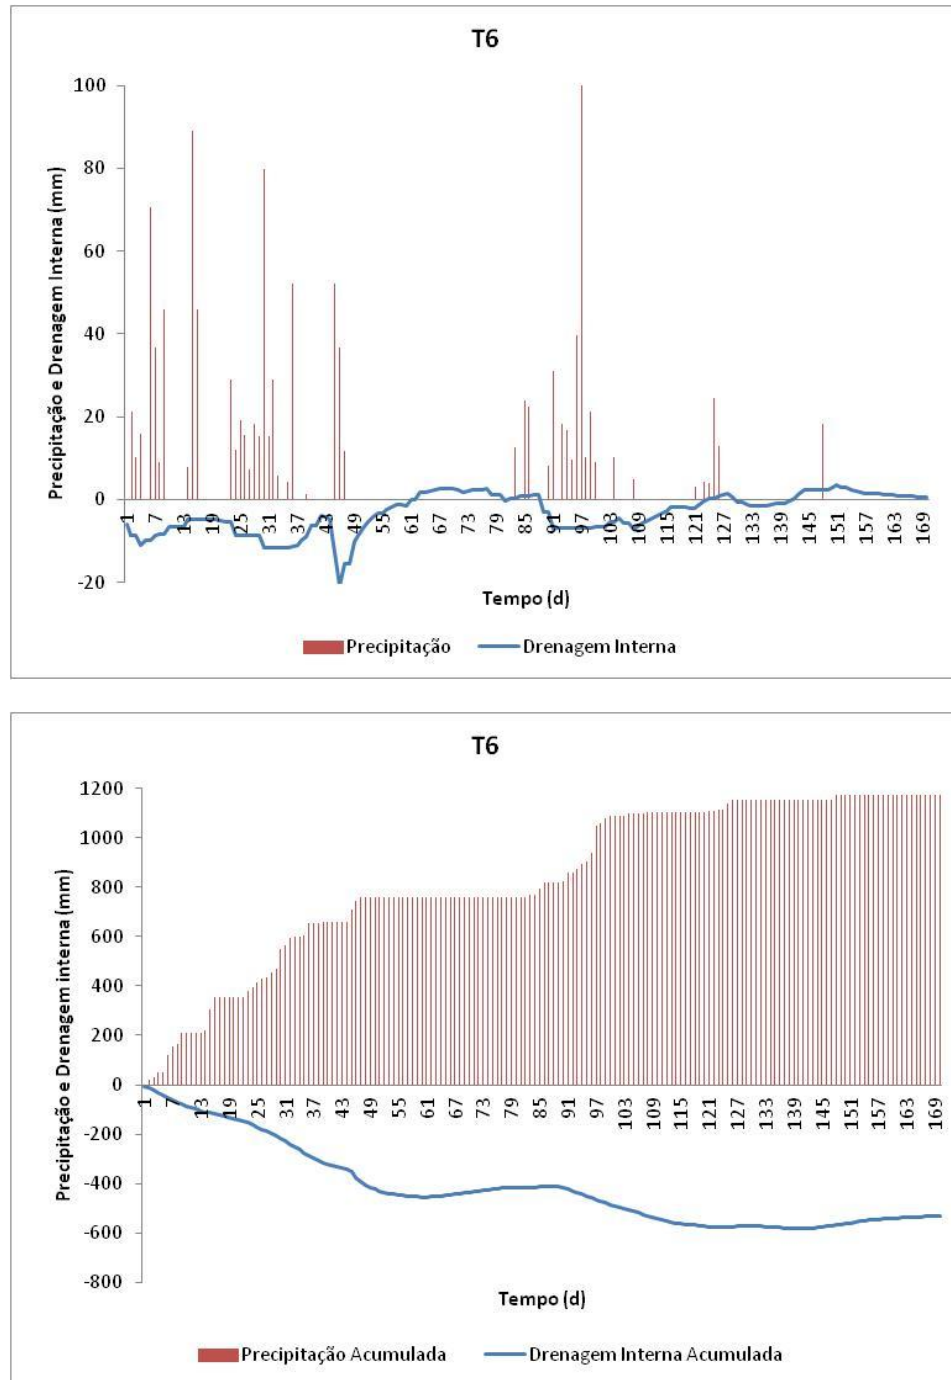 T6
Precipitação e Drenagem Interna (mm)
100
80
60
40
20
0
-20
1 7 13 19 25 31 37 43 49 55 61 67 73 79 85 91 97 103 109 115 121 127 133 139 145 151 157 163 169
Tempo (d)
Precipitação Drenagem Interna
T6
Precipitação e Drenagem interna (mm)
1200
1000
800
600
400
200
0
-200
-400
-600
-800
1 7 13 19 25 31 37 43 49 55 61 67 73 79 85 91 97 103 109 115 121 127 133 139 145 151 157 163 169
Tempo (d)
Precipitação Acumulada Drenagem Interna Acumulada